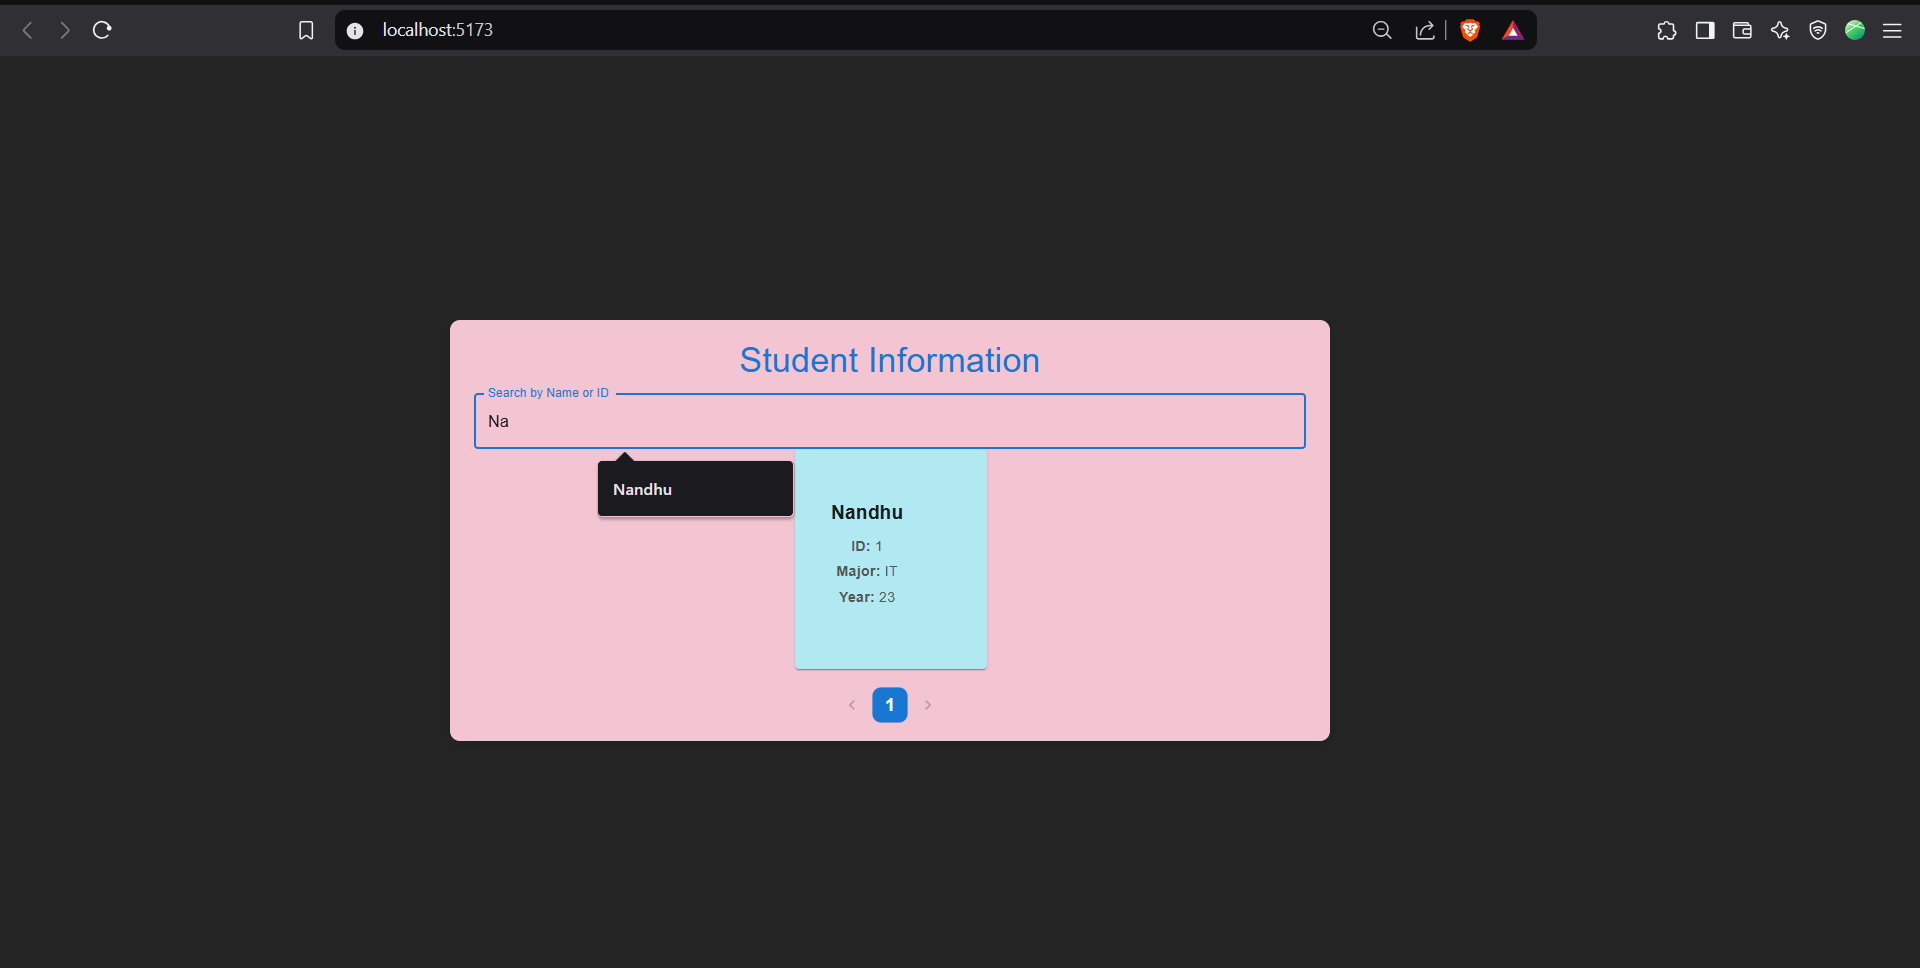 localhost:5173
Student Information
Search by Name or ID
Na
Nandhu
Nandhu
ID: 1
Major: IT
Year: 23
1